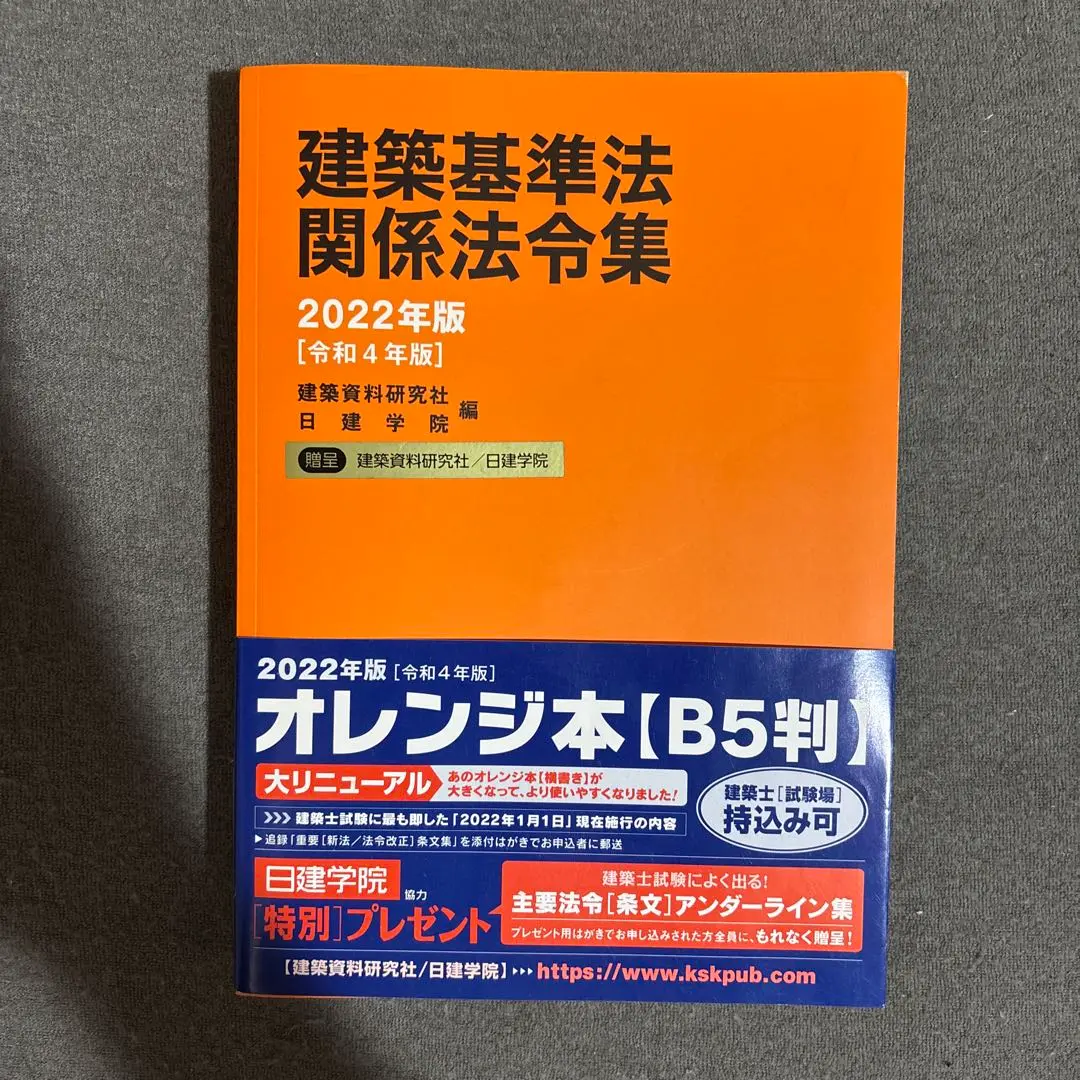 建築基準法
関係法令集
2022年版
[令和4年版]
建築資料研究社
日建学院 編
贈呈 建築資料研究社/日建学院
2022年版[令和4年版]
オレンジ本【B5判】
大リニューアル
あのオレンジ本【横書き】が
大きくなって、より使いやすくなりました!
>>> 建築士試験に最も即した「2022年1月1日」現在施行の内容
▶追録「重要[新法/法令改正]条文集」を添付はがきでお申込者に郵送
建築士[試験場]
持込み可
日建学院 協力
[特別]プレゼント
建築士試験によく出る!
主要法令[条文]アンダーライン集
プレゼント用はがきでお申し込みされた方全員に、もれなく贈呈!
【建築資料研究社/日建学院】>>> https://www.kskpub.com